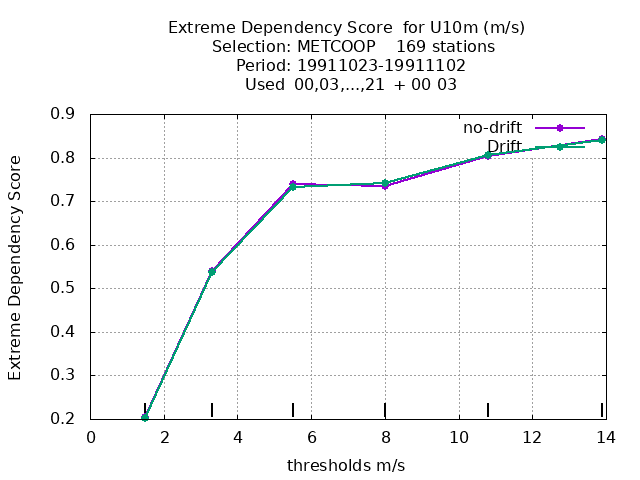 Extreme Dependency Score  for U10m (m/s)
Selection: METCOOP    169 stations
Period: 19911023-19911102
Used  00,03,...,21  + 00 03
no-drift
Drift
Extreme Dependency Score
0.9
0.8
0.7
0.6
0.5
0.4
0.3
0.2
0 2 4 6 8 10 12 14
thresholds m/s